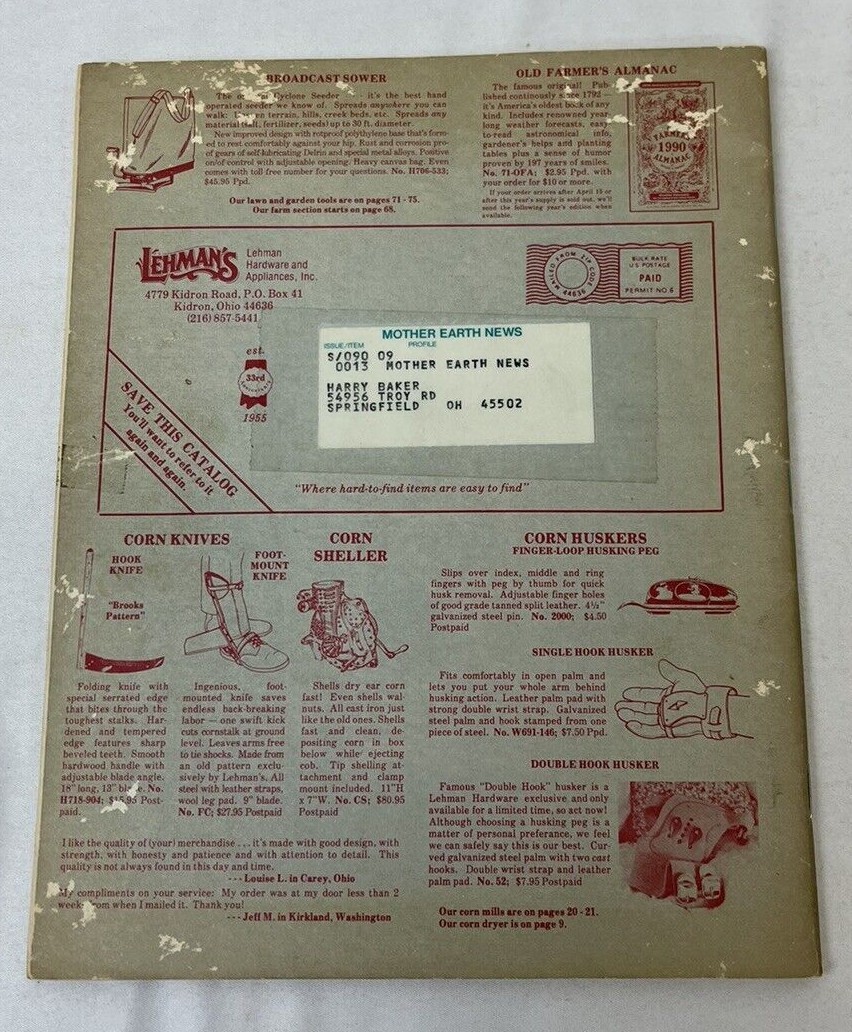 BROADCAST SOWER
The Cyclone Seeder it's the best hand
operated seeder we know of. Spreads anywhere you can
walk: terrain, hills, creek beds, etc. Spreads any
material (salt, fertilizer, seeds) up to 30 ft. diameter.
New improved design with rotproof polythylene base that's form-
ed to rest comfortably against your hip. Rust and corrosion pro-
of gears of self-lubricating Delrin and special metal alloys. Positive
on/of control with adjustable opening. Heavy canvas bag. Even
comes with toll free number for your questions. No. H706-533;
$45.95 Ppd.
Our lawn and garden tools are on pages 71 - 75.
Our farm section starts on page 68.
OLD FARMER'S ALMANAC
The famous original! Pub-
lished continously since 1792 -
it's America's oldest book of any
kind. Includes renowned year
long weather forecasts, easy
to-read astronomical info,
gardener's helps and planting
tables plus a sense of humor
proven by 197 years of smiles.
No. 71-OFA; $2.95 Ppd. with
your order for $10 or more.
If your order arrives after April 15 or
after this year's supply is sold out, we'll
send the following year's edition when
available.
FARMER'S
1990
ALMANAC
LEHMAN'S
Lehman
Hardware and
Appliances, Inc.
4779 Kidron Road, P.O. Box 41
Kidron, Ohio 44636
(216) 857-5441
MAILED FROM ZIP CODE
44636
BULK RATE
U S POSTAGE
PAID
PERMIT NO 6
MOTHER EARTH NEWS
ISSUE/ITEM PROFILE
S/090 09
0013 MOTHER EARTH NEWS
HARRY BAKER
54956 TROY RD
SPRINGFIELD OH 45502
est.
33rd
1955
SAVE THIS CATALOG
You'll want to refer to it
again and again.
"Where hard-to-find items are easy to find"
CORN KNIVES
HOOK
KNIFE
"Brooks
Pattern"
FOOT-
MOUNT
KNIFE
Folding knife with
special serrated edge
that bites through the
toughest stalks. Har-
dened and tempered
edge features sharp
beveled teeth. Smooth
hardwood handle with
adjustable blade angle.
18" long, 13" No.
H718-904; Post-
paid.
Ingenious, foot-
mounted knife saves
endless back-breaking
labor — one swift kick
cuts cornstalk at ground
level. Leaves arms free
to tie shocks. Made from
an old pattern exclu-
sively by Lehman's. All
steel with leather straps,
wool leg pad. 9" blade.
No. FC; $27.95 Postpaid
CORN
SHELLER
Shells dry ear corn
fast! Even shells wal-
nuts. All cast iron just
like the old ones. Shells
fast and clean, de-
positing corn in box
below while ejecting
cob. Tip shelling at-
tachment and clamp
mount included. 11"H
x 7"W. No. CS; $80.95
Postpaid
I like the quality of (your) merchandise . . . it's made with good design, with
strength, with honesty and patience and with attention to detail. This
quality is not always found in this day and time.
--- Louise L. in Carey, Ohio
My compliments on your service: My order was at my door less than 2
weeks from when I mailed it. Thank you!
--- Jeff M. in Kirkland, Washington
CORN HUSKERS
FINGER-LOOP HUSKING PEG
Slips over index, middle and ring
fingers with peg by thumb for quick
husk removal. Adjustable finger holes
of good grade tanned split leather. 4½"
galvanized steel pin. No. 2000; $4.50
Postpaid
SINGLE HOOK HUSKER
Fits comfortably in open palm and
lets you put your whole arm behind
husking action. Leather palm pad with
strong double wrist strap. Galvanized
steel palm and hook stamped from one
piece of steel. No. W691-146; $7.50 Ppd.
DOUBLE HOOK HUSKER
Famous "Double Hook" husker is a
Lehman Hardware exclusive and only
available for a limited time, so act now!
Although choosing a husking peg is a
matter of personal preferance, we feel
we can safely say this is our best. Cur-
ved galvanized steel palm with two cast
hooks. Double wrist strap and leather
palm pad. No. 52; $7.95 Postpaid
Our corn mills are on pages 20 - 21.
Our corn dryer is on page 9.